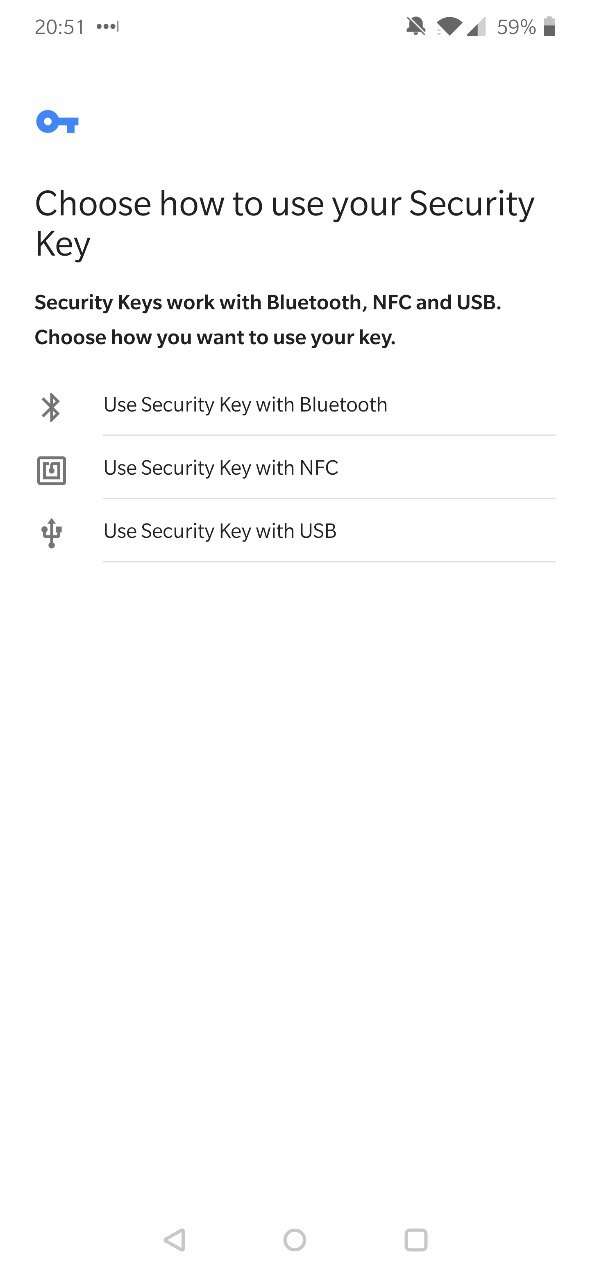 20:51 59%
Choose how to use your Security
Key
Security Keys work with Bluetooth, NFC and USB.
Choose how you want to use your key.
Use Security Key with Bluetooth
Use Security Key with NFC
Use Security Key with USB